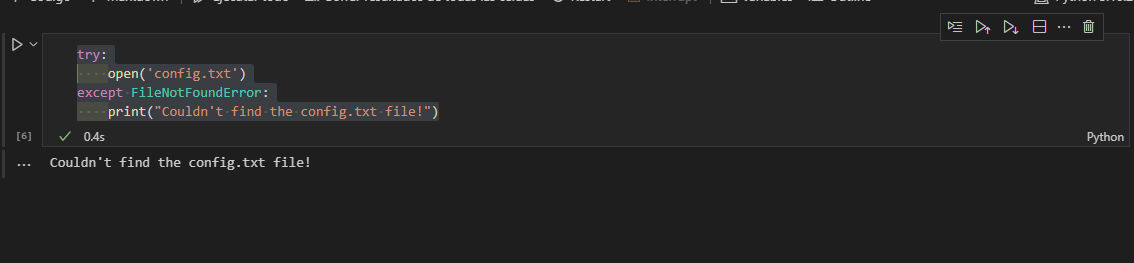 try:
    open('config.txt')
except FileNotFoundError:
    print("Couldn't find the config.txt file!")
[6]
0.4s
Python
Couldn't find the config.txt file!